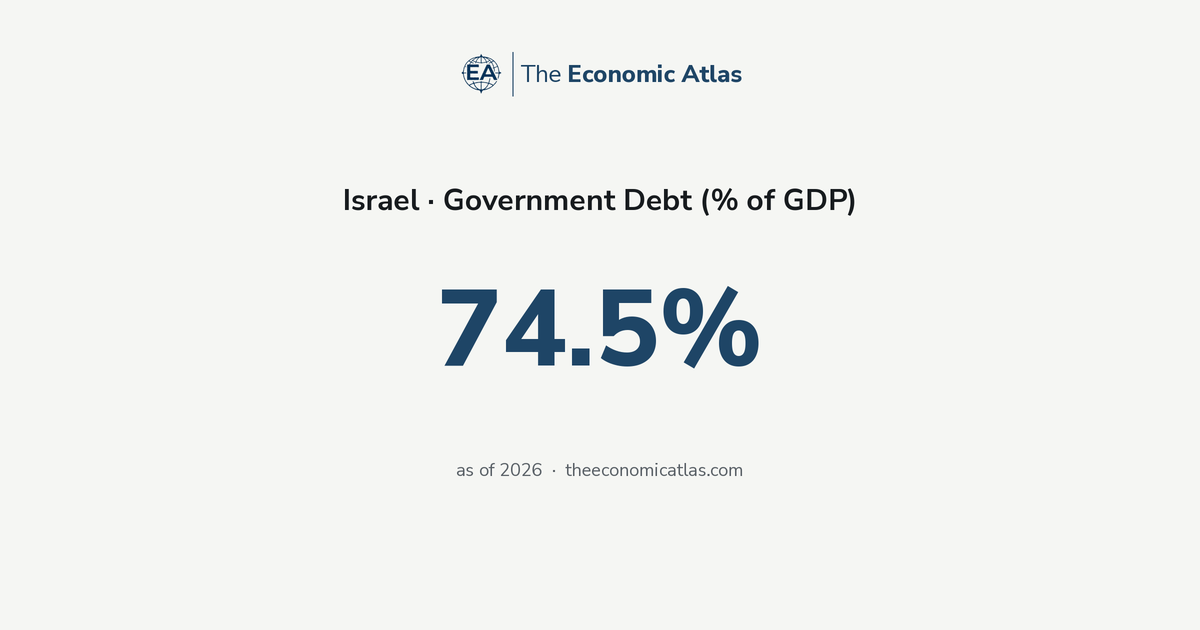 EA The Economic Atlas
Israel · Government Debt (% of GDP)
74.5%
as of 2026 · theeconomicatlas.com